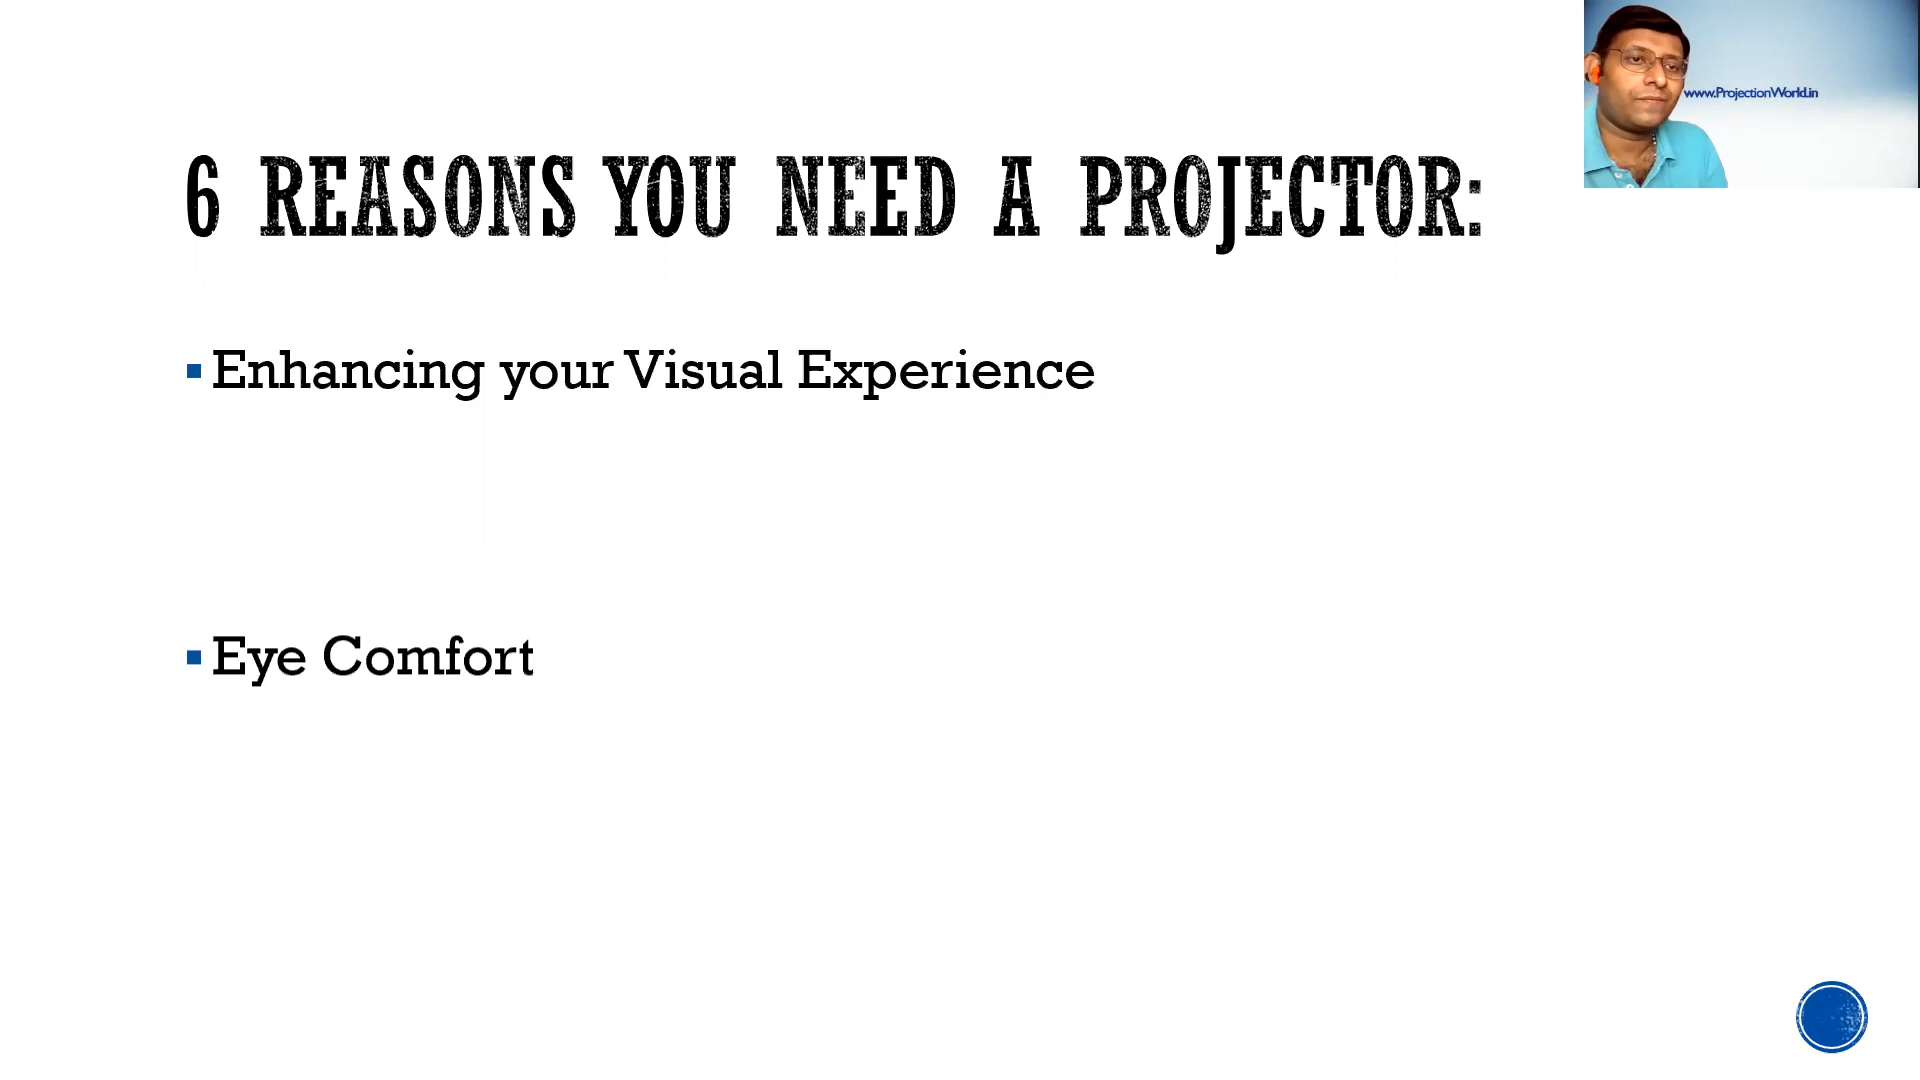 www.ProjectionWorld.in
6 REASONS YOU NEED A PROJECTOR:
Enhancing your Visual Experience
Eye Comfort